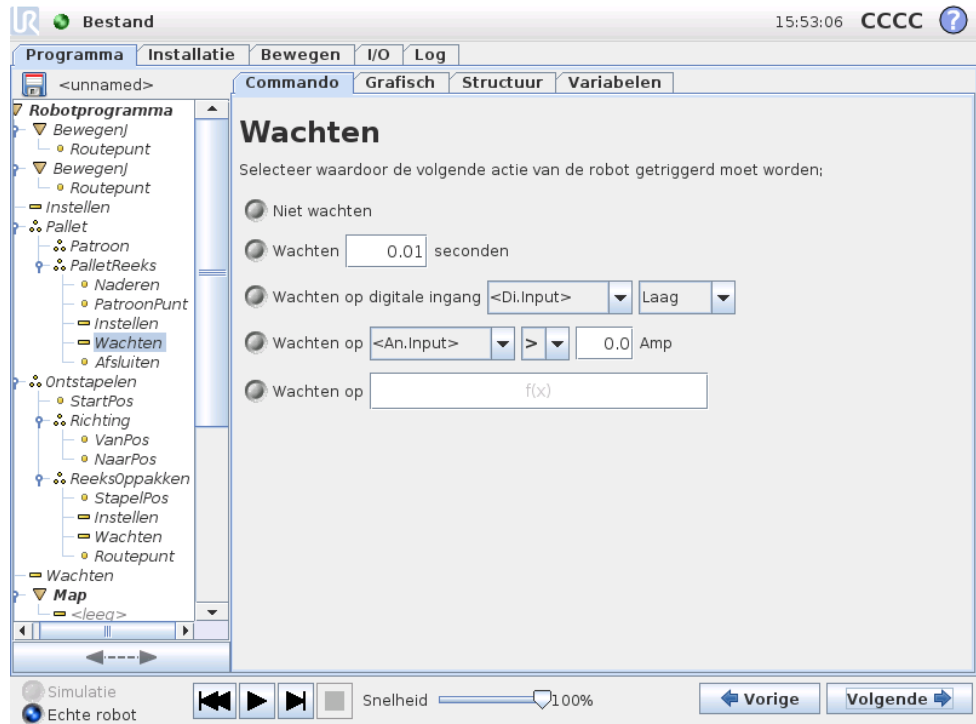 UR Bestand 15:53:06 CCCC ?
Programma Installatie Bewegen I/O Log
<unnamed>
Commando Grafisch Structuur Variabelen
Robotprogramma
BewegenJ
Routepunt
BewegenJ
Routepunt
Instellen
Pallet
Patroon
PalletReeks
Naderen
PatroonPunt
Instellen
Wachten
Afsluiten
Ontstapelen
StartPos
Richting
VanPos
NaarPos
ReeksOppakken
StapelPos
Instellen
Wachten
Routepunt
Wachten
Map
<leeg>
Wachten
Selecteer waardoor de volgende actie van de robot getriggerd moet worden;
Niet wachten
Wachten 0.01 seconden
Wachten op digitale ingang <Di.Input> Laag
Wachten op <An.Input> > 0.0 Amp
Wachten op f(x)
Simulatie
Echte robot
Snelheid 100%
Vorige Volgende